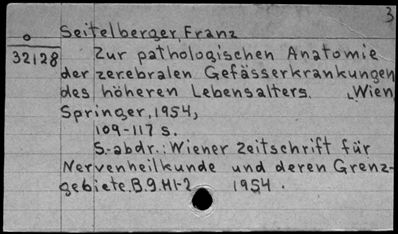 3
o Seitelberger, Franz
32128 Zur pathologischen Anatomie
der zerebralen Gefässerkrankungen
des höheren Lebensalters. Wien,
Springer, 1954,
109-117 s.
S.-abdr.: Wiener Zeitschrift für
Nervenheilkunde und deren Grenz-
gebiete. B.9.H1-2 1954.